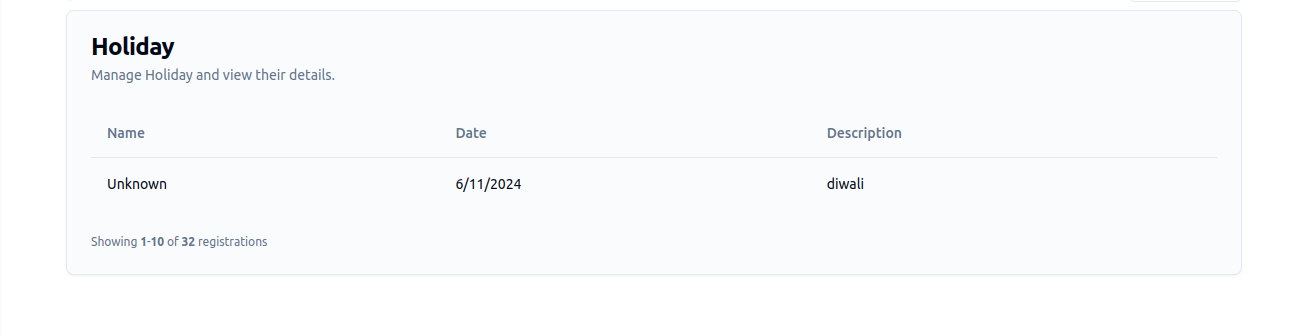 Holiday
Manage Holiday and view their details.
Name Date Description
Unknown 6/11/2024 diwali
Showing 1-10 of 32 registrations